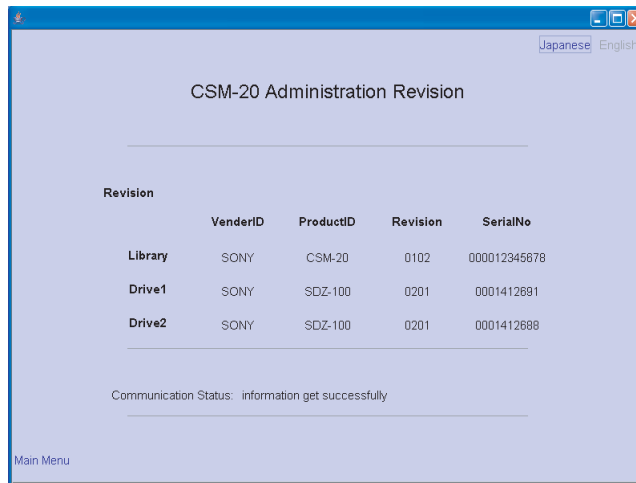 Japanese English
CSM-20 Administration Revision
Revision
VenderID ProductID Revision SerialNo
Library SONY CSM-20 0102 000012345678
Drive1 SONY SDZ-100 0201 0001412691
Drive2 SONY SDZ-100 0201 0001412688
Communication Status: information get successfully
Main Menu